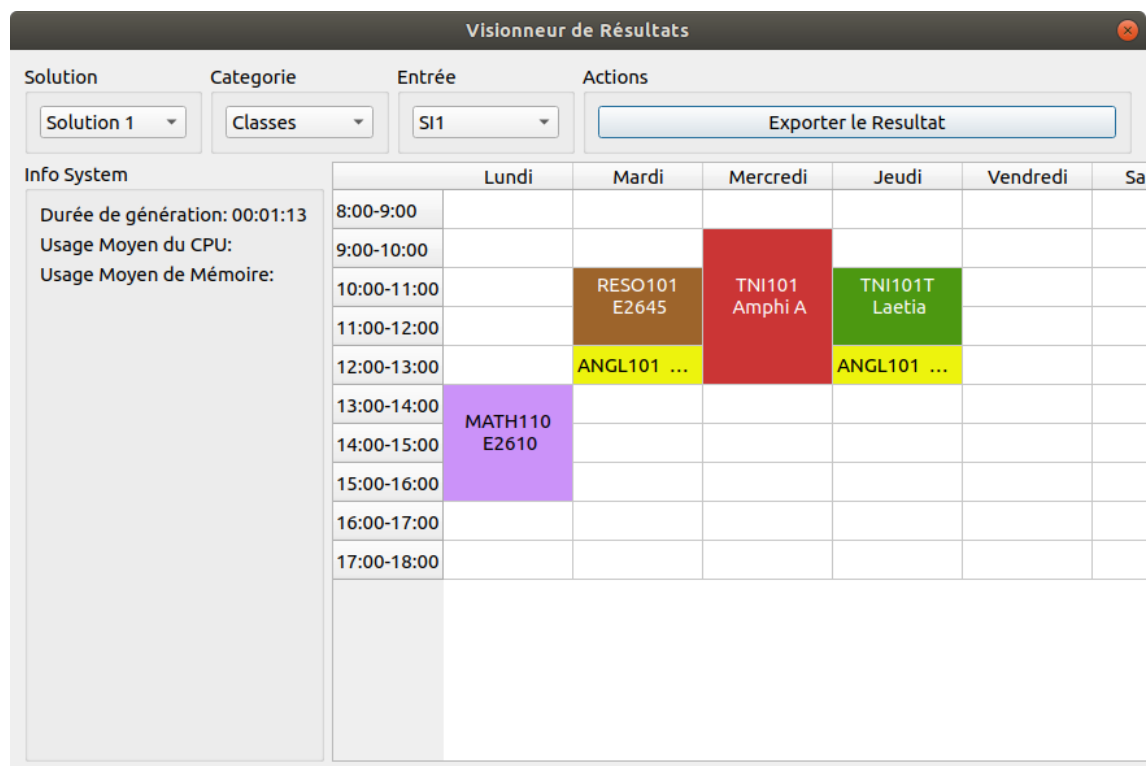 Visionneur de Résultats
Solution Categorie Entrée Actions
Solution 1 Classes SI1 Exporter le Resultat
Info System
Durée de génération: 00:01:13
Usage Moyen du CPU:
Usage Moyen de Mémoire:
Lundi Mardi Mercredi Jeudi Vendredi Sa
8:00-9:00
9:00-10:00
10:00-11:00
11:00-12:00
12:00-13:00
13:00-14:00
14:00-15:00
15:00-16:00
16:00-17:00
17:00-18:00
RESO101
E2645
TNI101
Amphi A
TNI101T
Laetia
ANGL101 ...
ANGL101 ...
MATH110
E2610